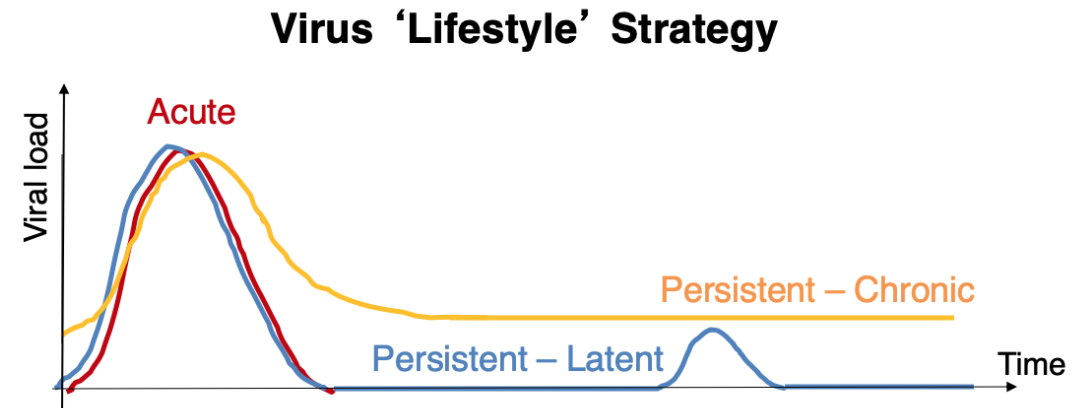 Virus ‘Lifestyle’ Strategy
Acute
Viral load
Persistent – Chronic
Persistent – Latent
Time